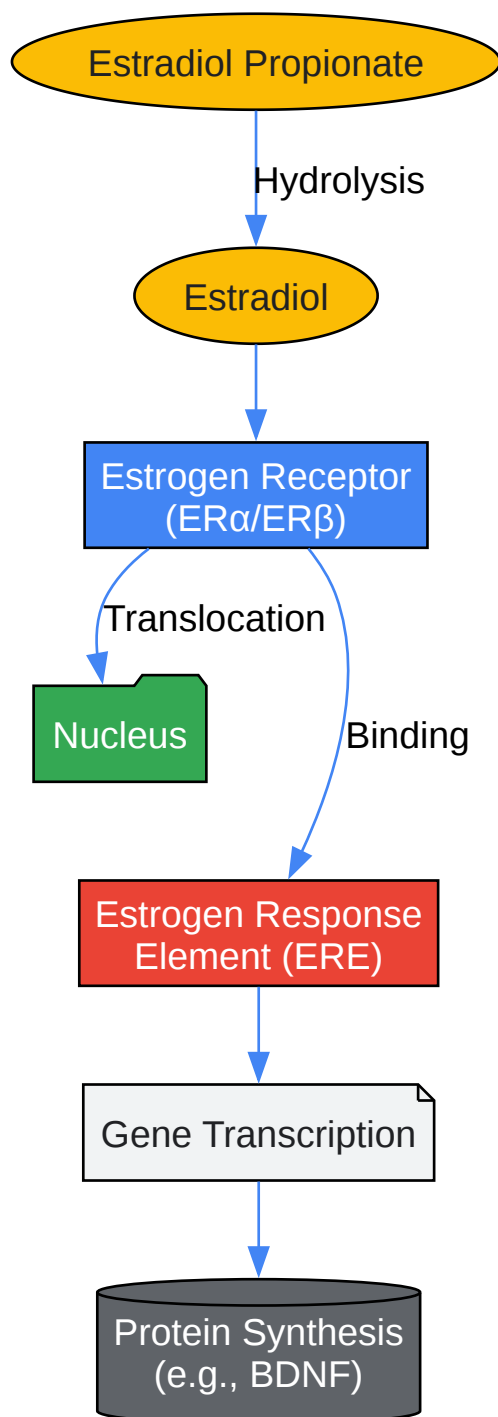 Estradiol Propionate
Hydrolysis
Estradiol
Estrogen Receptor
(ERα/ERβ)
Translocation
Nucleus
Binding
Estrogen Response
Element (ERE)
Gene Transcription
Protein Synthesis
(e.g., BDNF)